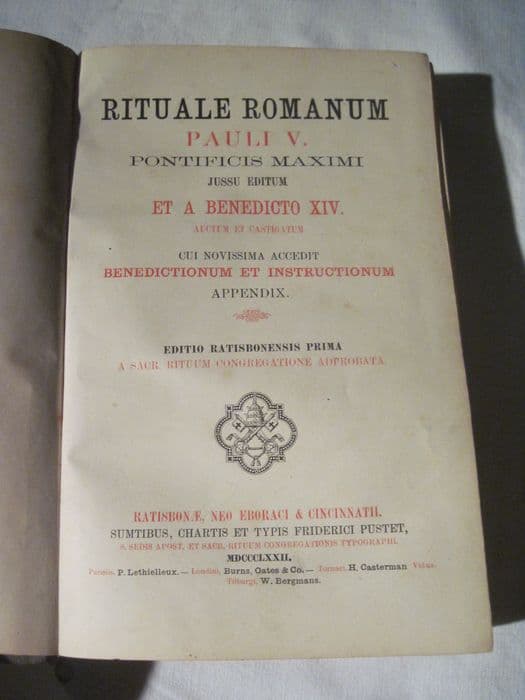 RITUALE ROMANUM
PAULI V.
PONTIFICIS MAXIMI
JUSSU EDITUM
ET A BENEDICTO XIV.
AUCTUM ET CASTIGATUM
CUI NOVISSIMA ACCEDIT
BENEDICTIONUM ET INSTRUCTIONUM
APPENDIX.
EDITIO RATISBONENSIS PRIMA
A SACR. RITUUM CONGREGATIONE ADPROBATA
RATISBONÆ, NEO EBORACI & CINCINNATII,
SUMTIBUS, CHARTIS ET TYPIS FRIDERICI PUSTET,
S. SEDIS APOST. ET SACR. RITUUM CONGREGATIONIS TYPOGRAPHI.
MDCCCLXXII.
Parisiis, P. Lethielleux. — Londini, Burns, Oates & Co. — Tornaci, H. Casterman
Tilburgi, W. Bergmans.